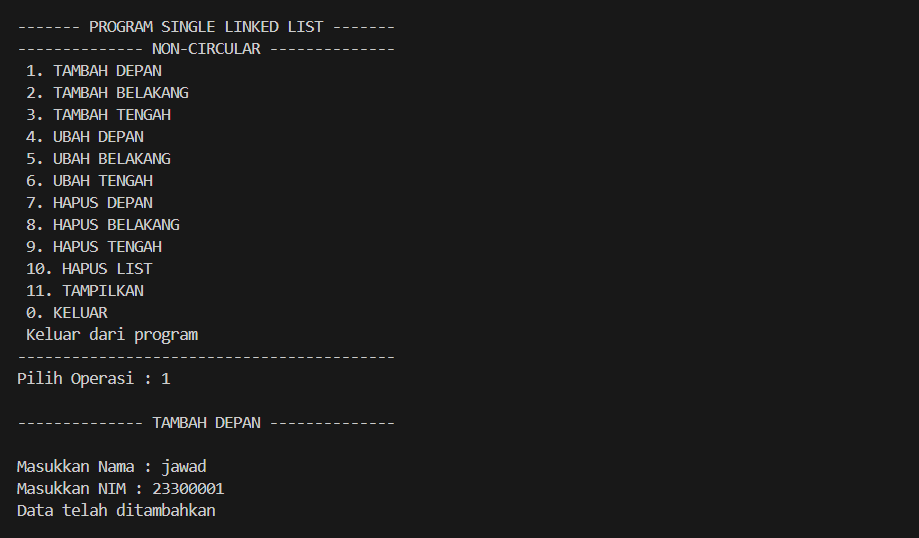 ------- PROGRAM SINGLE LINKED LIST -------
-------------- NON-CIRCULAR --------------
1. TAMBAH DEPAN
2. TAMBAH BELAKANG
3. TAMBAH TENGAH
4. UBAH DEPAN
5. UBAH BELAKANG
6. UBAH TENGAH
7. HAPUS DEPAN
8. HAPUS BELAKANG
9. HAPUS TENGAH
10. HAPUS LIST
11. TAMPILKAN
0. KELUAR
Keluar dari program
------------------------------------------
Pilih Operasi : 1
-------------- TAMBAH DEPAN --------------
Masukkan Nama : jawad
Masukkan NIM : 23300001
Data telah ditambahkan